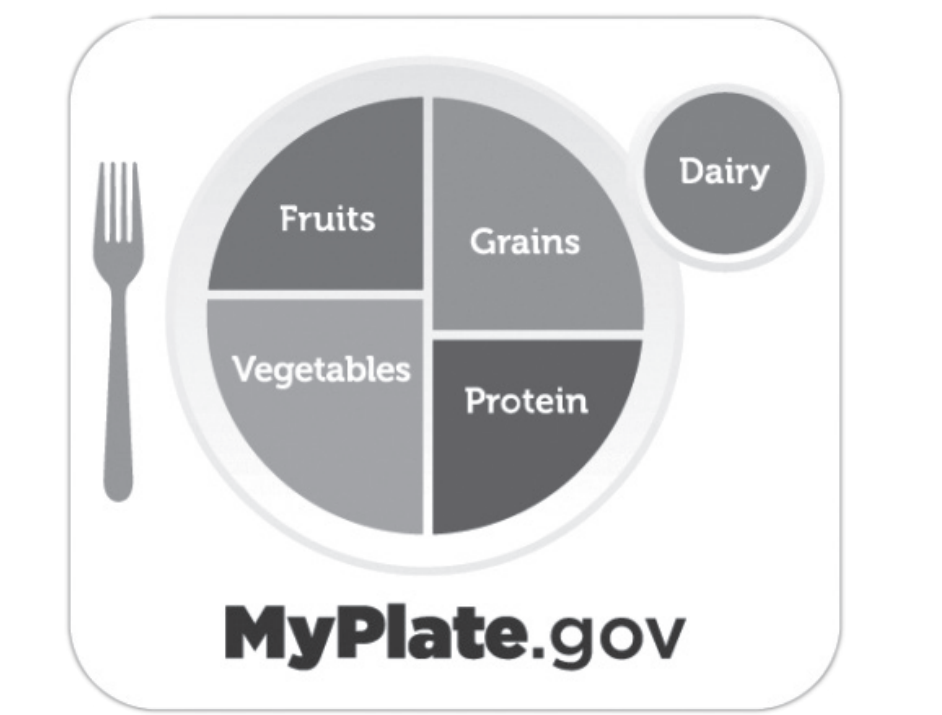 Fruits
Grains
Dairy
Vegetables
Protein
MyPlate.gov